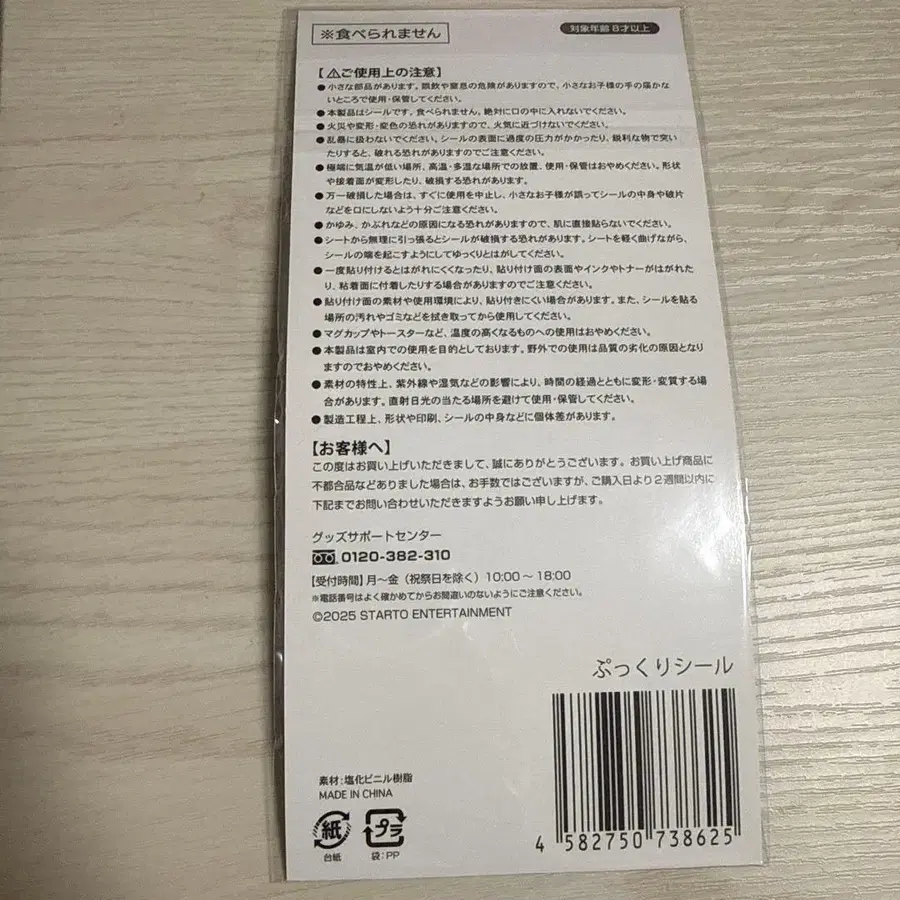 ※食べられません
対象年齢8才以上
【⚠ご使用上の注意】
●小さな部品があります。誤飲や窒息の危険がありますので、小さなお子様の手の届かな
いところで使用・保管してください。
●本製品はシールです。食べられません。絶対に口の中に入れないでください。
●火災や変形・変色の恐れがありますので、火気に近づけないでください。
●乱暴に扱わないでください。シールの表面に過度の圧力がかかったり、鋭利な物で突い
たりすると、破れる恐れがありますのでご注意ください。
●極端に気温が低い場所、高温・多湿な場所での放置、使用・保管はおやめください。形状
や接着面が変形したり、破損する恐れがあります。
●万一破損した場合は、すぐに使用を中止し、小さなお子様が誤ってシールの中身や破片
などを口にしないよう十分ご注意ください。
●かゆみ、かぶれなどの原因になる恐れがありますので、肌に直接貼らないでください。
●シートから無理に引っ張るとシールが破損する恐れがあります。シートを軽く曲げながら、
シールの端を起こすようにしてゆっくりとはがしてください。
●一度貼り付けるとはがれにくくなったり、貼り付け面の表面やインクやトナーがはがれた
り、粘着面に付着したりする場合がありますのでご注意ください。
●貼り付け面の素材や使用環境により、貼り付きにくい場合があります。また、シールを貼る
場所の汚れやゴミなどを拭き取ってから使用してください。
●マグカップやトースターなど、温度の高くなるものへの使用はおやめください。
●本製品は室内での使用を目的としております。野外での使用は品質の劣化の原因となり
ますのでおやめください。
●素材の特性上、紫外線や湿気などの影響により、時間の経過とともに変形・変質する場
合があります。直射日光の当たる場所を避けて使用・保管してください。
●製造工程上、形状や印刷、シールの中身などに個体差があります。
【お客様へ】
この度はお買い上げいただきまして、誠にありがとうございます。お買い上げ商品に
不都合品などありました場合は、お手数ではございますが、ご購入日より2週間以内に
下記までお問い合わせいただきますようお願い申し上げます。
グッズサポートセンター
0120-382-310
【受付時間】月〜金（祝祭日を除く）10:00〜18:00
※電話番号はよく確かめてからお間違いのないようにご注意ください。
©2025 STARTO ENTERTAINMENT
ぷっくりシール
素材:塩化ビニル樹脂
MADE IN CHINA
紙
プラ
台紙
袋:PP
4 582750 738625